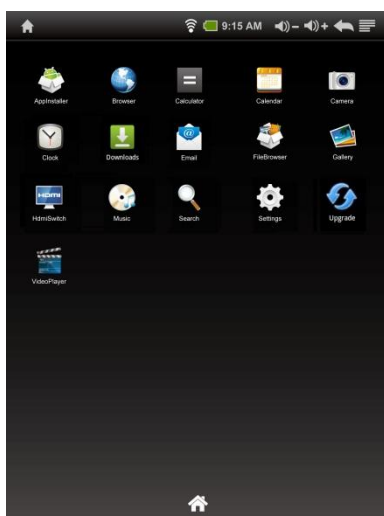 9:15 AM
AppInstaller Browser Calculator Calendar Camera
Clock Downloads Email FileBrowser Gallery
HDMI
HdmiSwitch Music Search Settings Upgrade
VideoPlayer